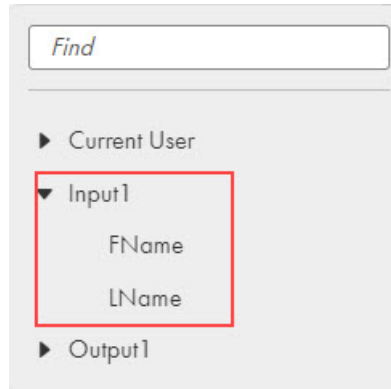 Find
Current User
Input1
FName
LName
Output1